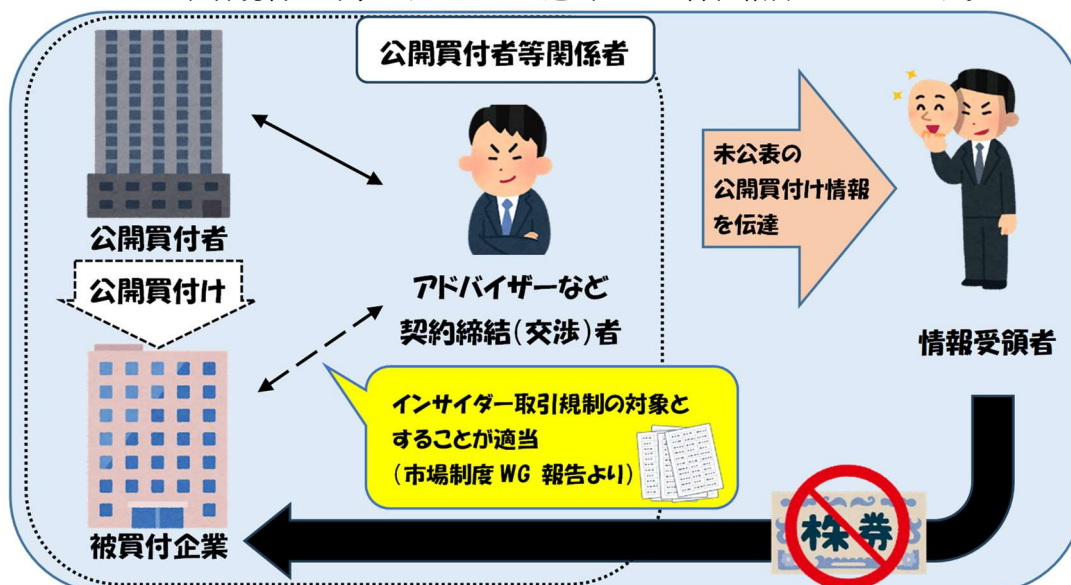 公開買付者等関係者
公開買付者
公開買付け
被買付企業
アドバイザーなど
契約締結(交渉)者
インサイダー取引規制の対象と
することが適当
(市場制度 WG 報告より)
未公表の
公開買付け情報
を伝達
情報受領者
株券